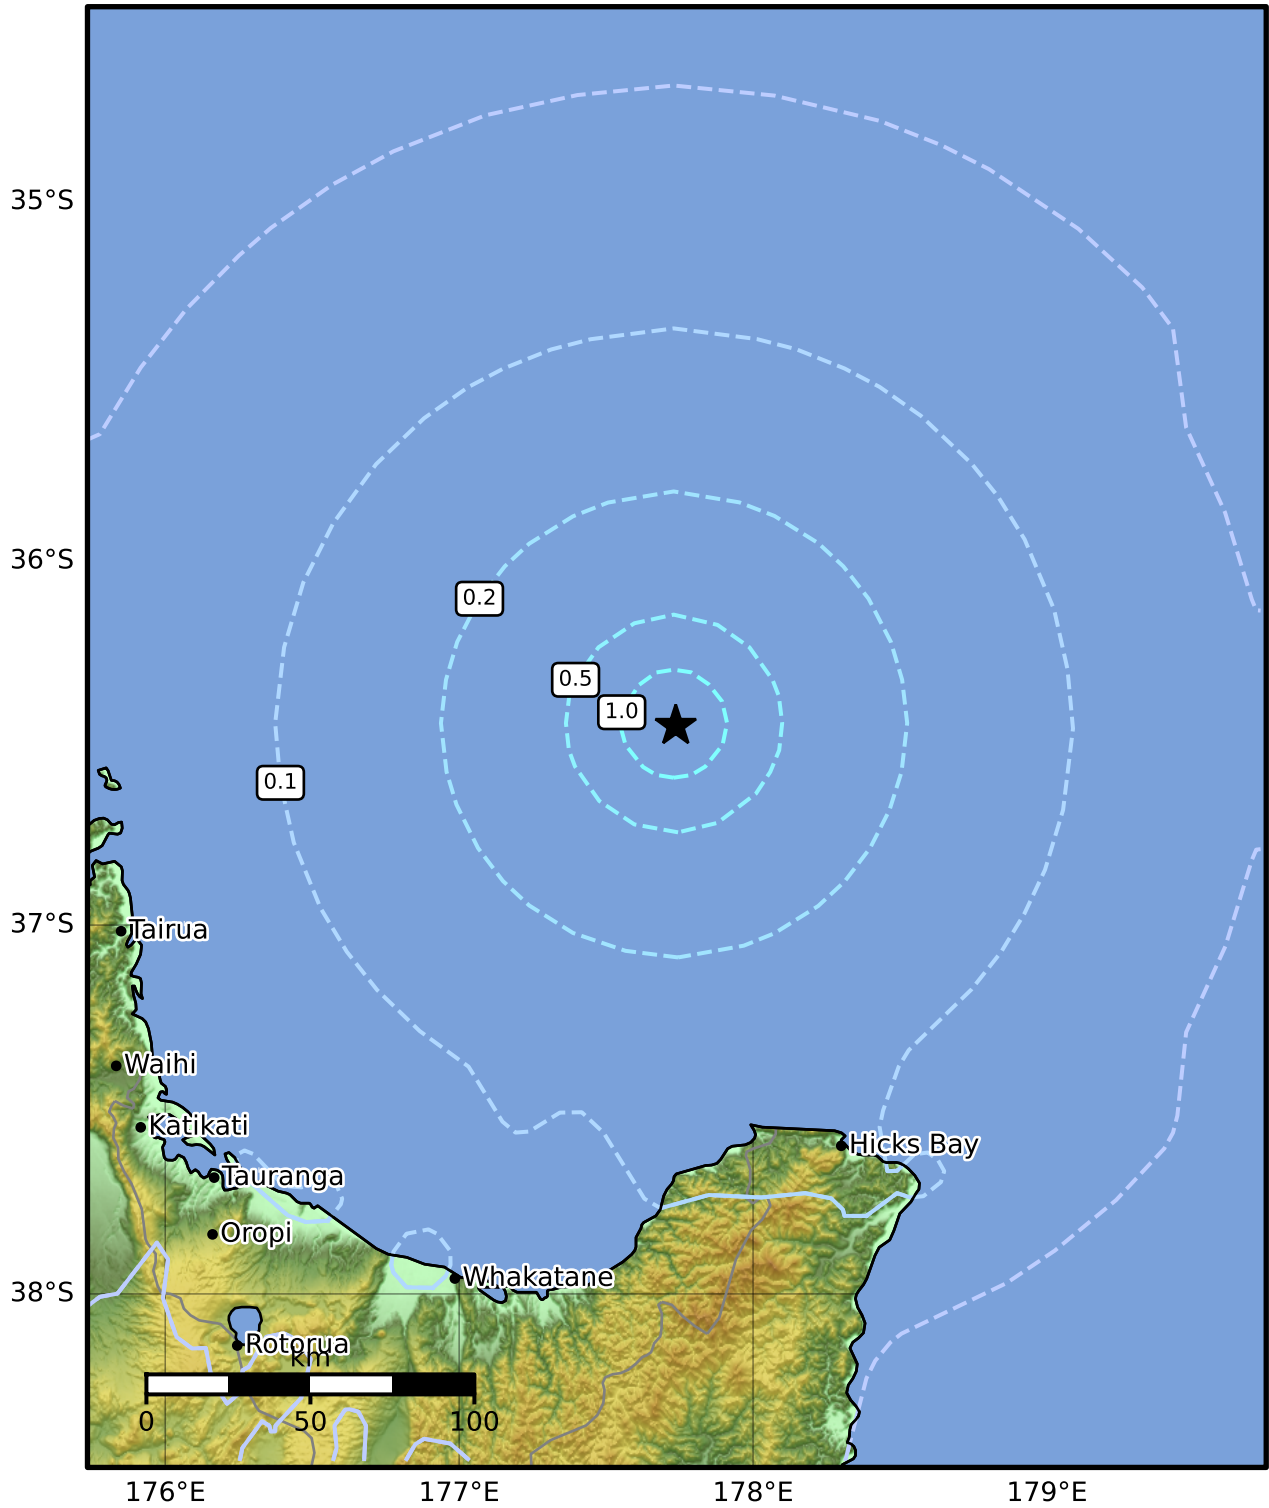 35°S
36°S
0.2
0.5
1.0
0.1
37°S
Tairua
Waihi
Katikati
Hicks Bay
Tauranga
Oropi
Whakatane
38°S
Rotorua
km
0 50 100
176°E 177°E 178°E 179°E